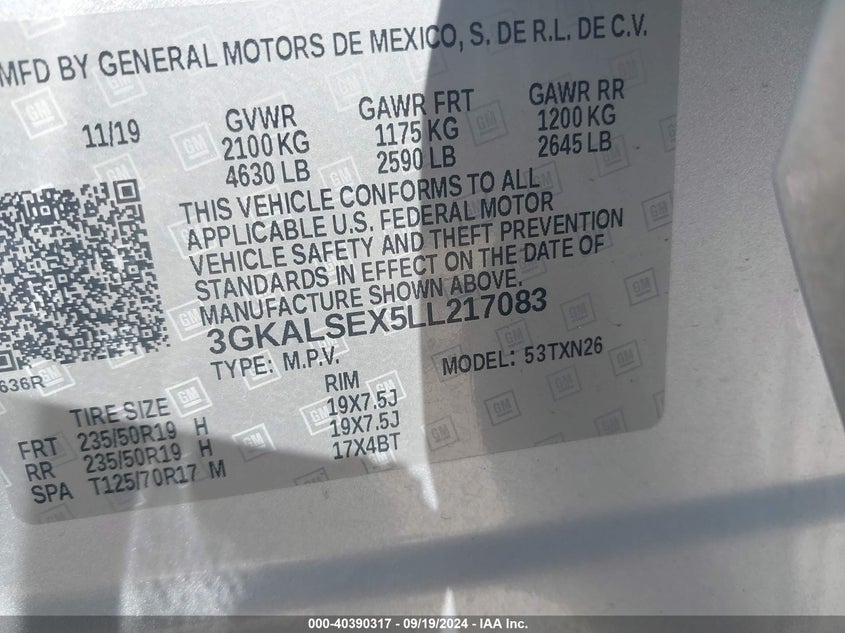 MFD BY GENERAL MOTORS DE MEXICO, S. DE R.L. DE C.V.
11/19 GVWR GAWR FRT GAWR RR
2100 KG 1175 KG 1200 KG
4630 LB 2590 LB 2645 LB
THIS VEHICLE CONFORMS TO ALL
APPLICABLE U.S. FEDERAL MOTOR
VEHICLE SAFETY AND THEFT PREVENTION
STANDARDS IN EFFECT ON THE DATE OF
MANUFACTURE SHOWN ABOVE.
3GKALSEX5LL217083
TYPE: M.P.V. MODEL: 53TXN26
636R
TIRE SIZE RIM
FRT 235/50R19 H 19X7.5J
RR 235/50R19 H 19X7.5J
SPA T125/70R17 M 17X4BT
000-40390317 - 09/19/2024 - IAA Inc.